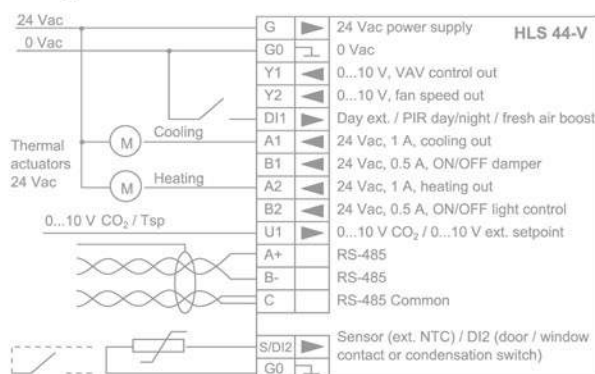 24 Vac G 24 Vac power supply HLS 44-V
0 Vac G0 0 Vac
Y1 0...10 V, VAV control out
Y2 0...10 V, fan speed out
DI1 Day ext. / PIR day/night / fresh air boost
Thermal
actuators
24 Vac
M Cooling A1 24 Vac, 1 A, cooling out
B1 24 Vac, 0.5 A, ON/OFF damper
M Heating A2 24 Vac, 1 A, heating out
B2 24 Vac, 0.5 A, ON/OFF light control
0...10 V CO₂ / Tsp U1 0...10 V CO₂ / 0...10 V ext. setpoint
A+ RS-485
B- RS-485
C RS-485 Common
S/DI2 Sensor (ext. NTC) / DI2 (door / window
contact or condensation switch)
G0